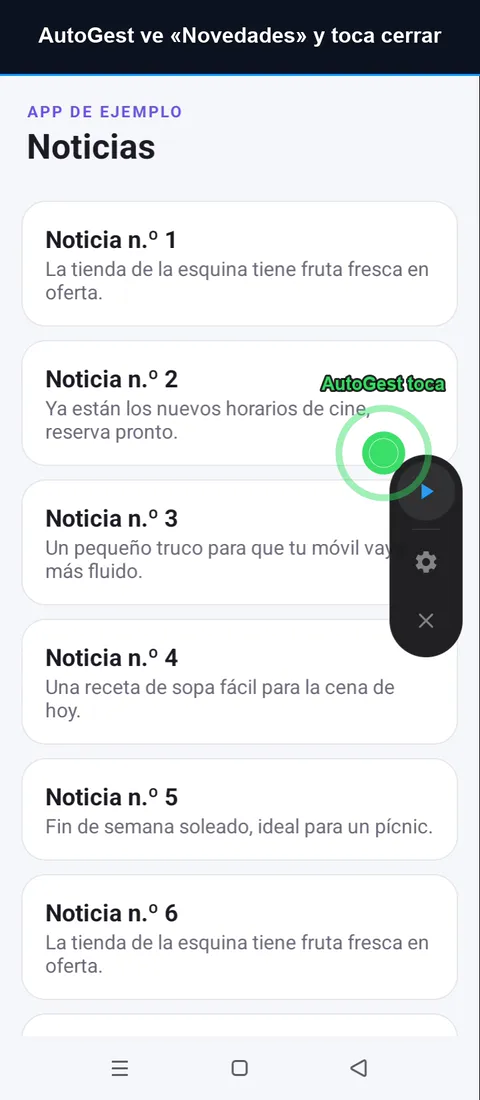 AutoGest ve «Novedades» y toca cerrar
APP DE EJEMPLO
Noticias
Noticia n.º 1
La tienda de la esquina tiene fruta fresca en
oferta.
Noticia n.º 2
AutoGest toca
Ya están los nuevos horarios de cine,
reserva pronto.
Noticia n.º 3
Un pequeño truco para que tu móvil vay
más fluido.
Noticia n.º 4
Una receta de sopa fácil para la cena de
hoy.
Noticia n.º 5
Fin de semana soleado, ideal para un pícnic.
Noticia n.º 6
La tienda de la esquina tiene fruta fresca en
oferta.